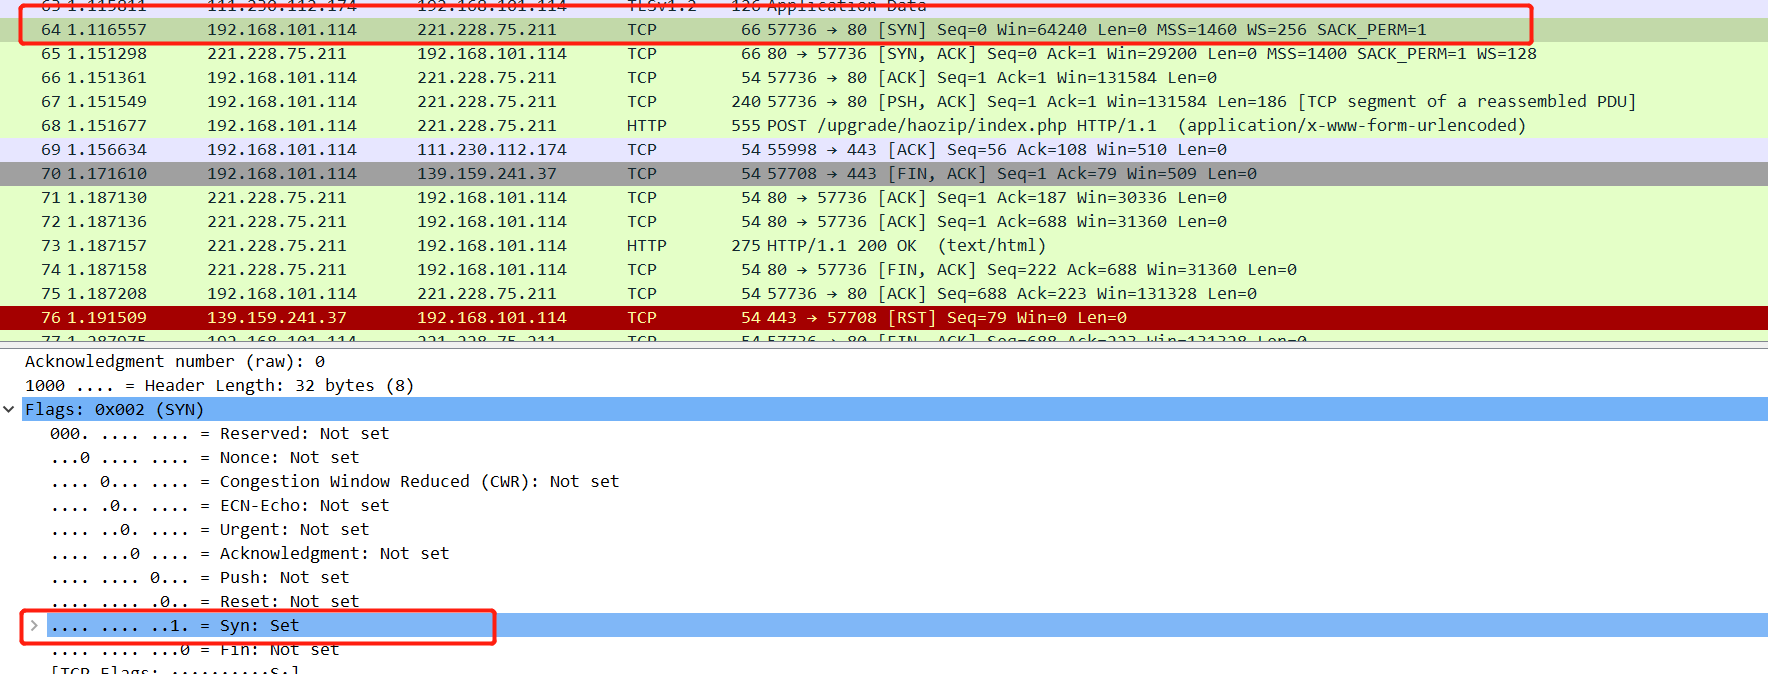 63 1.115811 111.230.112.174 192.168.101.114 TLSv1.2 126 Application Data
64 1.116557 192.168.101.114 221.228.75.211 TCP 66 57736 → 80 [SYN] Seq=0 Win=64240 Len=0 MSS=1460 WS=256 SACK_PERM=1
65 1.151298 221.228.75.211 192.168.101.114 TCP 66 80 → 57736 [SYN, ACK] Seq=0 Ack=1 Win=29200 Len=0 MSS=1400 SACK_PERM=1 WS=128
66 1.151361 192.168.101.114 221.228.75.211 TCP 54 57736 → 80 [ACK] Seq=1 Ack=1 Win=131584 Len=0
67 1.151549 192.168.101.114 221.228.75.211 TCP 240 57736 → 80 [PSH, ACK] Seq=1 Ack=1 Win=131584 Len=186 [TCP segment of a reassembled PDU]
68 1.151677 192.168.101.114 221.228.75.211 HTTP 555 POST /upgrade/haozip/index.php HTTP/1.1 (application/x-www-form-urlencoded)
69 1.156634 192.168.101.114 111.230.112.174 TCP 54 55998 → 443 [ACK] Seq=56 Ack=108 Win=510 Len=0
70 1.171610 192.168.101.114 139.159.241.37 TCP 54 57708 → 443 [FIN, ACK] Seq=1 Ack=79 Win=509 Len=0
71 1.187130 221.228.75.211 192.168.101.114 TCP 54 80 → 57736 [ACK] Seq=1 Ack=187 Win=30336 Len=0
72 1.187136 221.228.75.211 192.168.101.114 TCP 54 80 → 57736 [ACK] Seq=1 Ack=688 Win=31360 Len=0
73 1.187157 221.228.75.211 192.168.101.114 HTTP 275 HTTP/1.1 200 OK (text/html)
74 1.187158 221.228.75.211 192.168.101.114 TCP 54 80 → 57736 [FIN, ACK] Seq=222 Ack=688 Win=31360 Len=0
75 1.187208 192.168.101.114 221.228.75.211 TCP 54 57736 → 80 [ACK] Seq=688 Ack=223 Win=131328 Len=0
76 1.191509 139.159.241.37 192.168.101.114 TCP 54 443 → 57708 [RST] Seq=79 Win=0 Len=0
77 1.287975 192.168.101.114 221.228.75.211 TCP 54 57736 → 80 [FIN, ACK] Seq=688 Ack=223 Win=131328 Len=0
Acknowledgment number (raw): 0
1000 .... = Header Length: 32 bytes (8)
Flags: 0x002 (SYN)
000. .... .... = Reserved: Not set
...0 .... .... = Nonce: Not set
.... 0... .... = Congestion Window Reduced (CWR): Not set
.... .0.. .... = ECN-Echo: Not set
.... ..0. .... = Urgent: Not set
.... ...0 .... = Acknowledgment: Not set
.... .... 0... = Push: Not set
.... .... .0.. = Reset: Not set
.... .... ..1. = Syn: Set
.... .... ...0 = Fin: Not set
[TCP Flags: ··········S·]